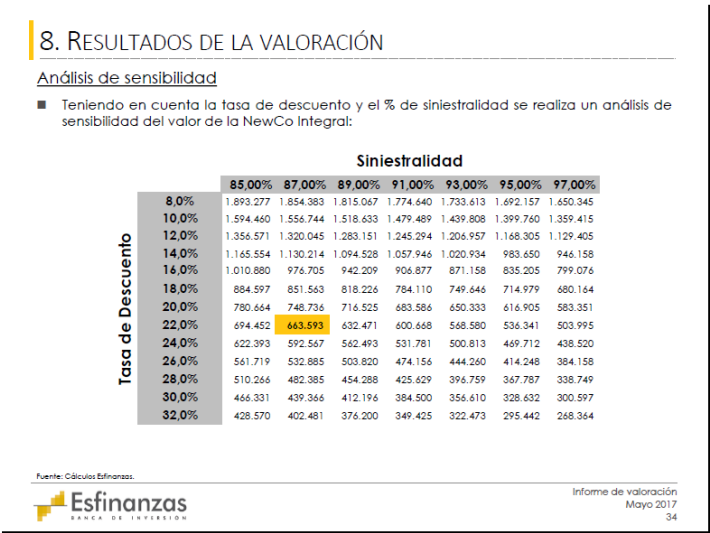 8. RESULTADOS DE LA VALORACIÓN
Análisis de sensibilidad
Teniendo en cuenta la tasa de descuento y el % de siniestralidad se realiza un análisis de
sensibilidad del valor de la NewCo Integral:
Siniestralidad
85,00% 87,00% 89,00% 91,00% 93,00% 95,00% 97,00%
Tasa de Descuento
8,0% 1.893.277 1.854.383 1.815.067 1.774.640 1.733.613 1.692.157 1.650.345
10,0% 1.594.460 1.556.744 1.518.633 1.479.489 1.439.808 1.399.760 1.359.415
12,0% 1.356.571 1.320.045 1.283.151 1.245.294 1.206.957 1.168.305 1.129.405
14,0% 1.165.554 1.130.214 1.094.528 1.057.946 1.020.934 983.650 946.158
16,0% 1.010.880 976.705 942.209 906.877 871.158 835.205 799.076
18,0% 884.597 851.563 818.226 784.110 749.646 714.979 680.164
20,0% 780.664 748.736 716.525 683.586 650.333 616.905 583.351
22,0% 694.452 663.593 632.471 600.668 568.580 536.341 503.995
24,0% 622.393 592.567 562.493 531.781 500.813 469.712 438.520
26,0% 561.719 532.885 503.820 474.156 444.260 414.248 384.158
28,0% 510.266 482.385 454.288 425.629 396.759 367.787 338.749
30,0% 466.331 439.366 412.196 384.500 356.610 328.632 300.597
32,0% 428.570 402.481 376.200 349.425 322.473 295.442 268.364
Fuente: Cálculos Esfinanzas.
Esfinanzas
BANCA DE INVERSIÓN
Informe de valoración
Mayo 2017
34